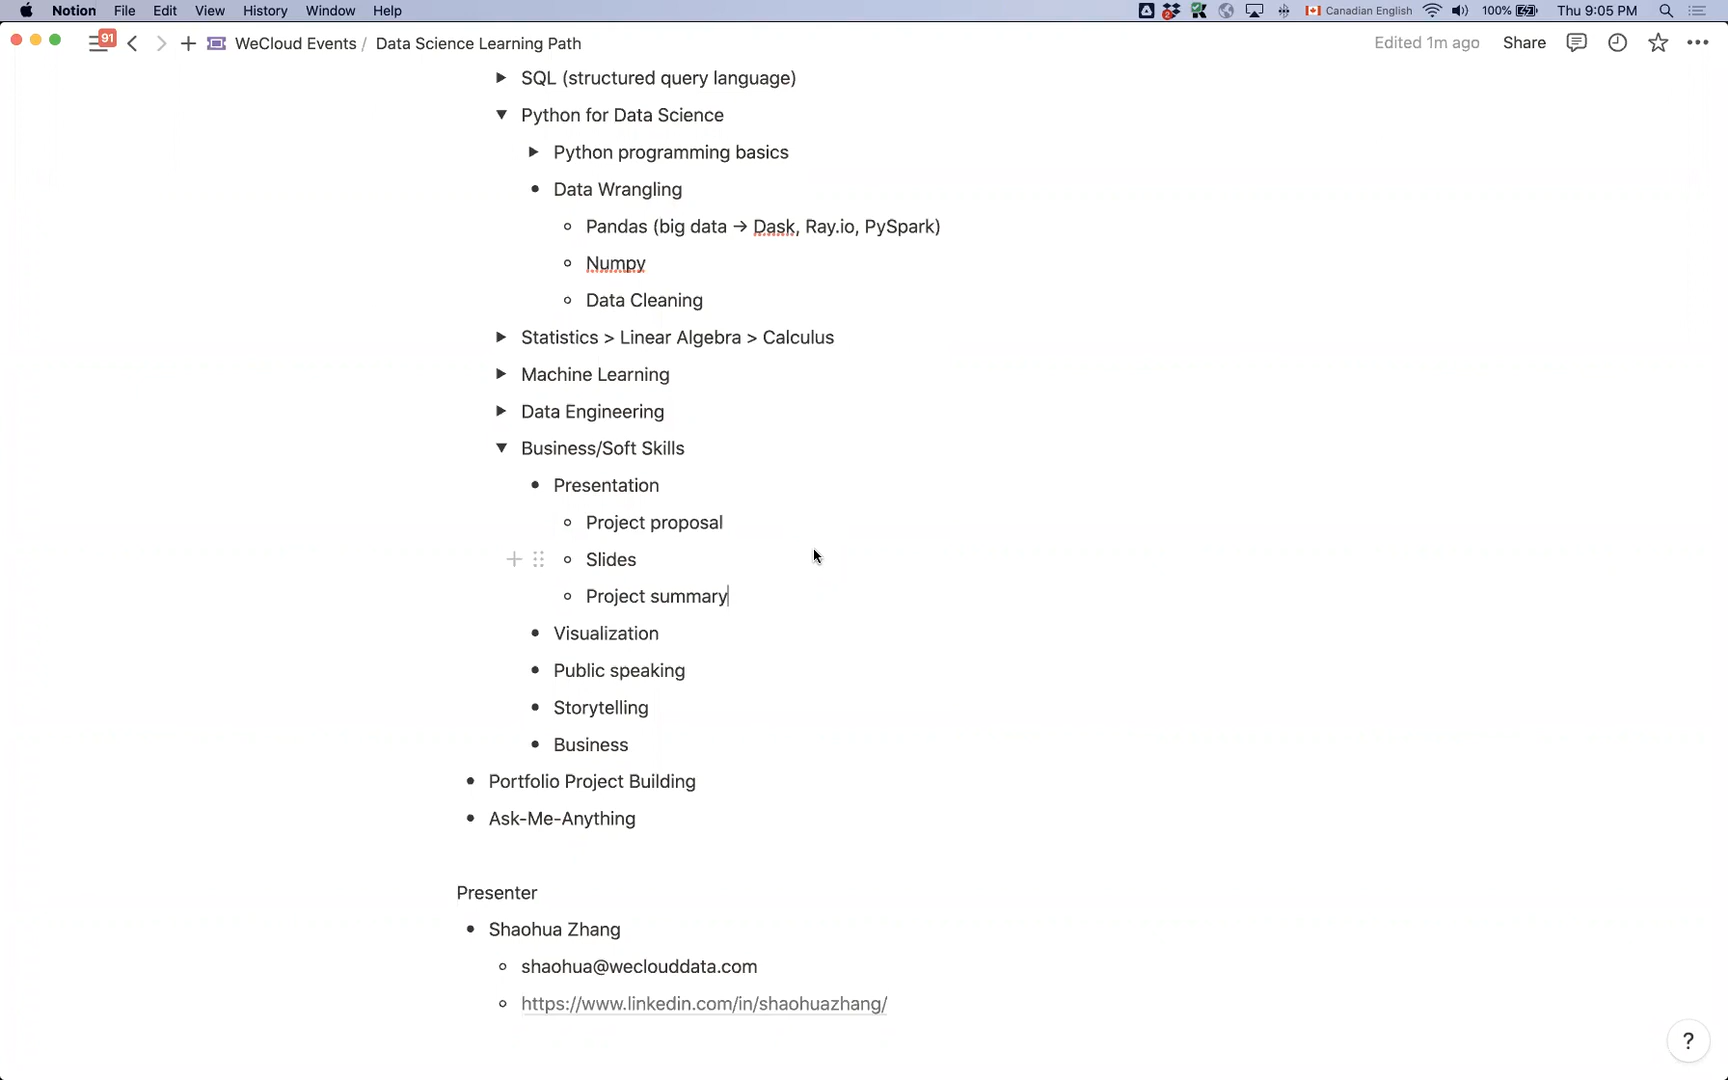 Notion File Edit View History Window Help 2 Canadian English 100% Thu 9:05 PM
91 WeCloud Events / Data Science Learning Path Edited 1m ago Share
SQL (structured query language)
Python for Data Science
Python programming basics
Data Wrangling
Pandas (big data → Dask, Ray.io, PySpark)
Numpy
Data Cleaning
Statistics > Linear Algebra > Calculus
Machine Learning
Data Engineering
Business/Soft Skills
Presentation
Project proposal
Slides
Project summary
Visualization
Public speaking
Storytelling
Business
Portfolio Project Building
Ask-Me-Anything
Presenter
Shaohua Zhang
shaohua@weclouddata.com
https://www.linkedin.com/in/shaohuazhang/
?